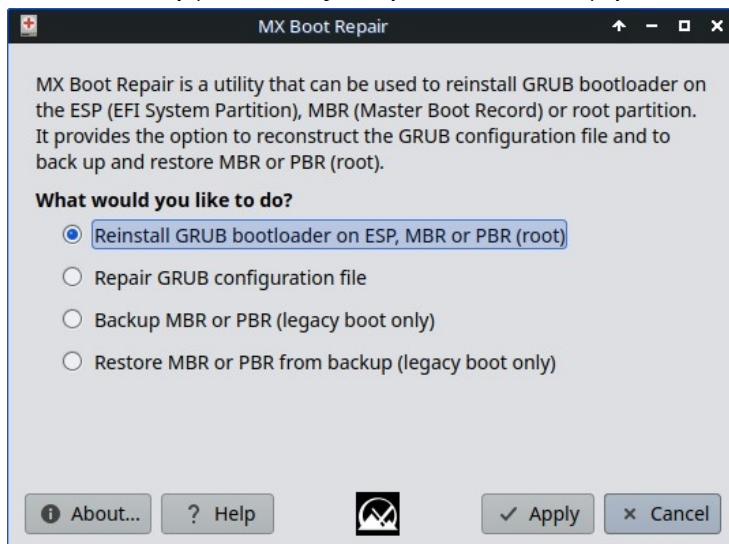 MX Boot Repair
MX Boot Repair is a utility that can be used to reinstall GRUB bootloader on
the ESP (EFI System Partition), MBR (Master Boot Record) or root partition.
It provides the option to reconstruct the GRUB configuration file and to
back up and restore MBR or PBR (root).
What would you like to do?
Reinstall GRUB bootloader on ESP, MBR or PBR (root)
Repair GRUB configuration file
Backup MBR or PBR (legacy boot only)
Restore MBR or PBR from backup (legacy boot only)
About... ? Help Apply Cancel